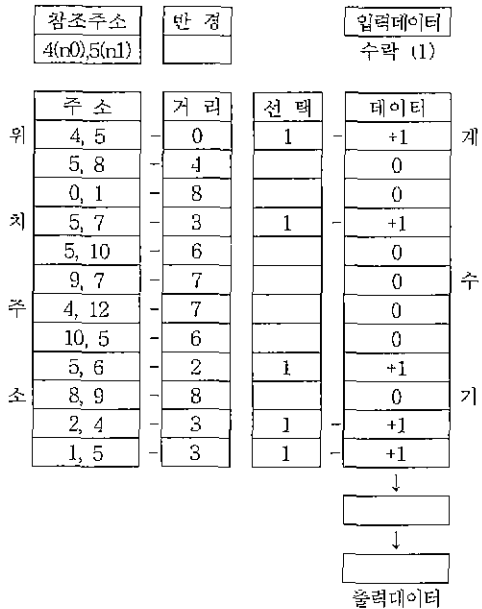 참조주소 반 경 입력데이터
4(n0),5(n1) 수락 (1)
주 소 거 리 선 택 데이터
위 4, 5 - 0 1 - +1 계
5, 8 - 4 0
0, 1 - 8 0
치 5, 7 - 3 1 - +1
5, 10 - 6 0
9, 7 - 7 0 수
주 4, 12 - 7 0
10, 5 - 6 0
5, 6 - 2 1 +1
소 8, 9 - 8 0 기
2, 4 - 3 1 - +1
1, 5 - 3 1 - +1
↓
↓
출력데이터